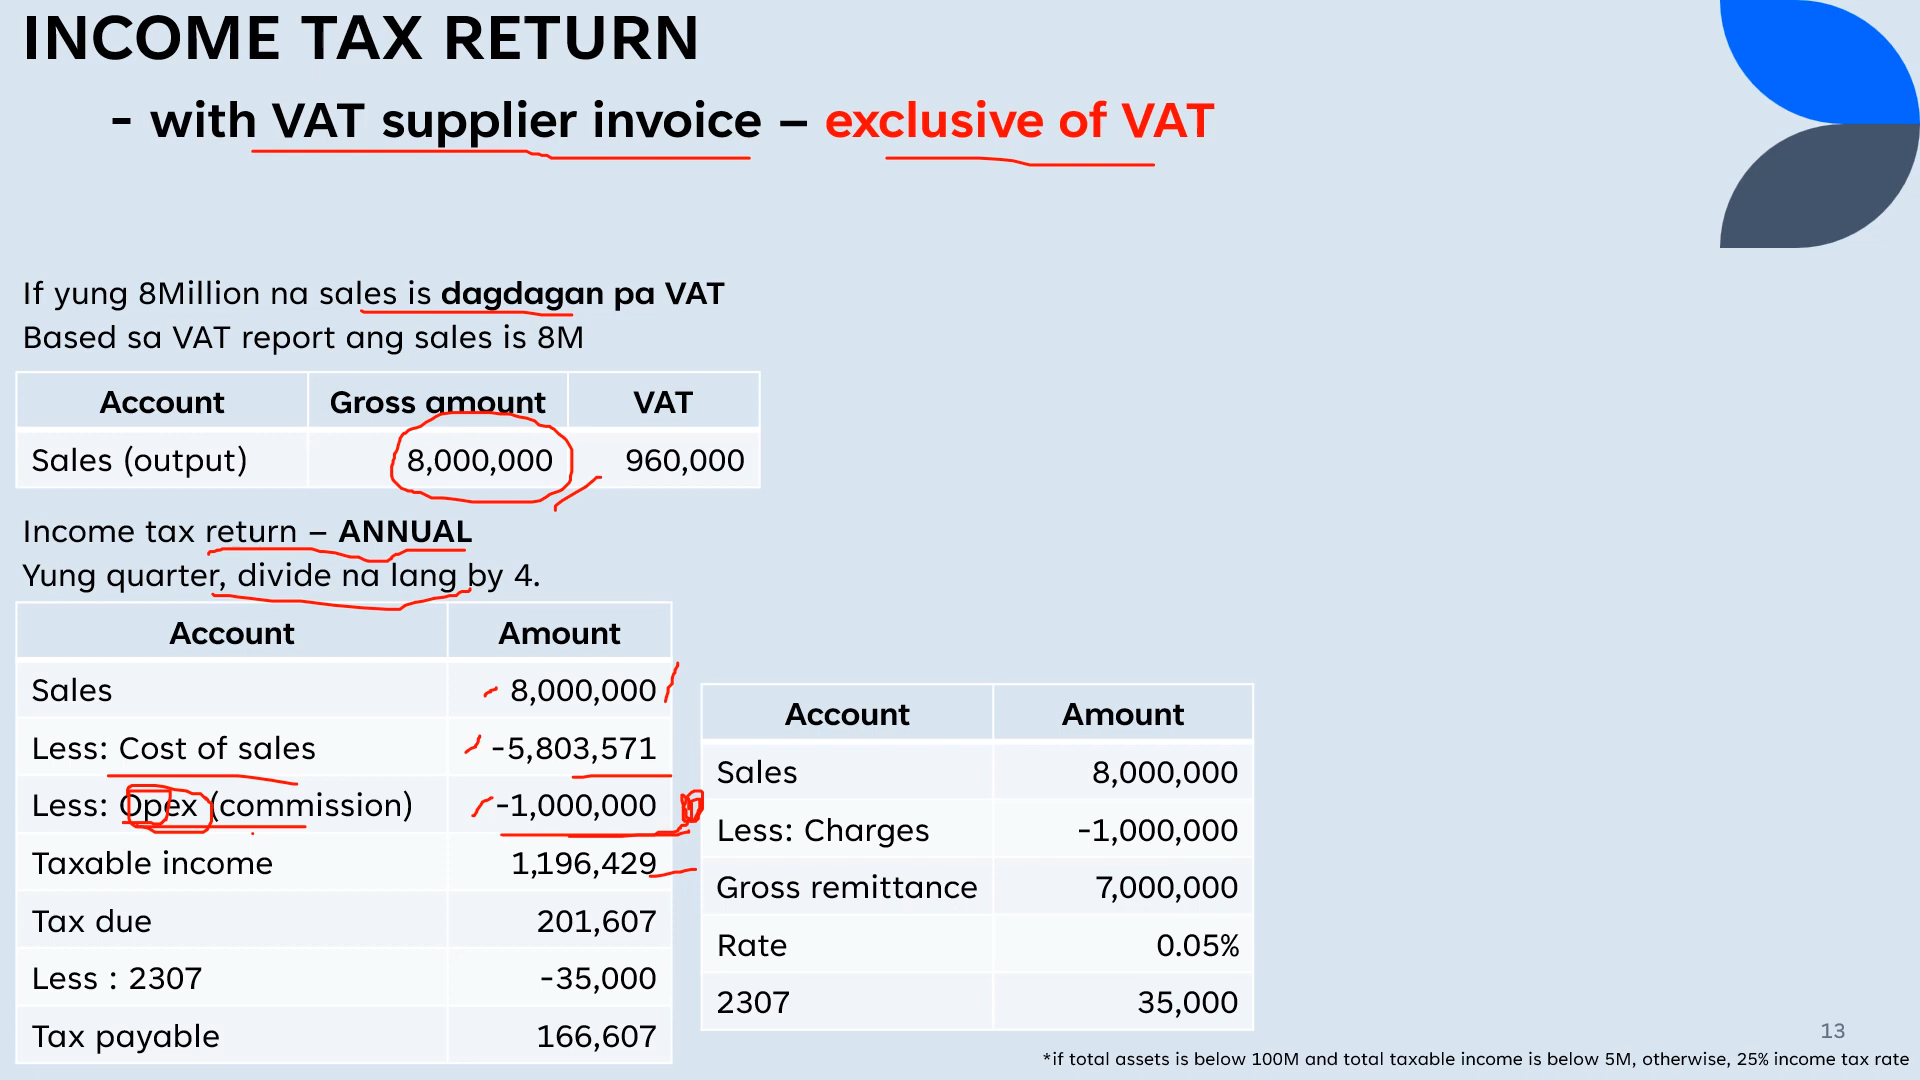 INCOME TAX RETURN
- with VAT supplier invoice – exclusive of VAT
If yung 8Million na sales is dagdagan pa VAT
Based sa VAT report ang sales is 8M
Account Gross amount VAT
Sales (output) 8,000,000 960,000
Income tax return – ANNUAL
Yung quarter, divide na lang by 4.
Account Amount
Sales 8,000,000
Less: Cost of sales -5,803,571
Less: Opex (commission) -1,000,000
Taxable income 1,196,429
Tax due 201,607
Less : 2307 -35,000
Tax payable 166,607
Account Amount
Sales 8,000,000
Less: Charges -1,000,000
Gross remittance 7,000,000
Rate 0.05%
2307 35,000
13
*if total assets is below 100M and total taxable income is below 5M, otherwise, 25% income tax rate